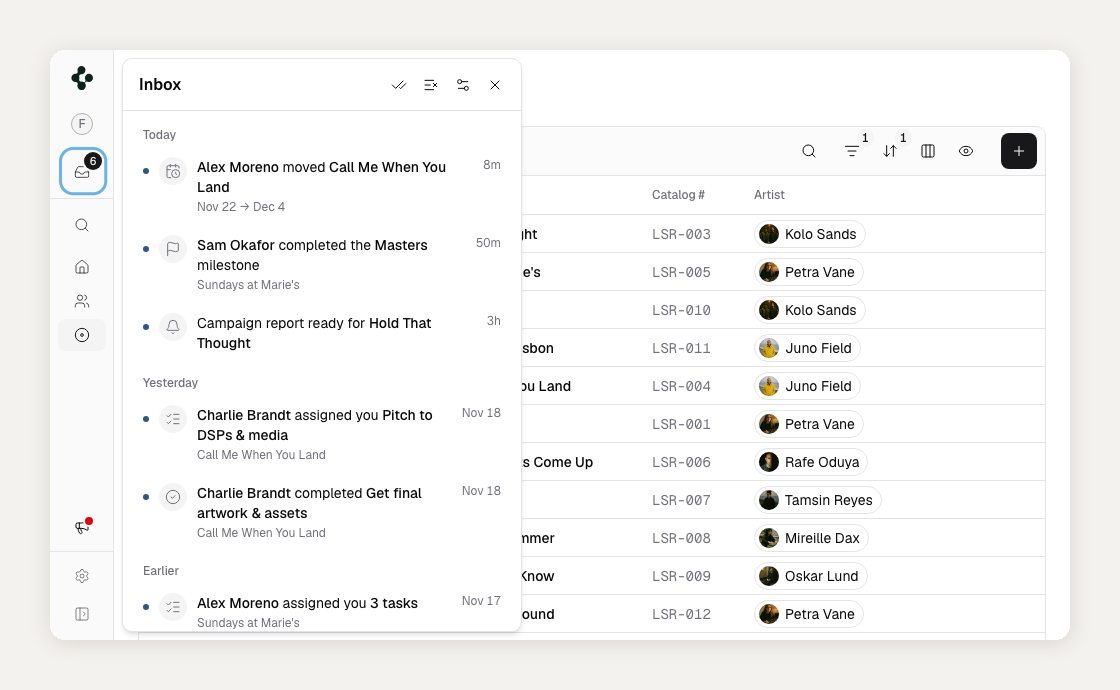 F
6
Inbox
Today
Alex Moreno moved Call Me When You
Land
8m
Nov 22 → Dec 4
Sam Okafor completed the Masters
milestone
50m
Sundays at Marie's
Campaign report ready for Hold That
Thought
3h
Yesterday
Charlie Brandt assigned you Pitch to
DSPs & media
Nov 18
Call Me When You Land
Charlie Brandt completed Get final
artwork & assets
Nov 18
Call Me When You Land
Earlier
Alex Moreno assigned you 3 tasks
Nov 17
Sundays at Marie's
1
1
Catalog # Artist
ght LSR-003 Kolo Sands
e's LSR-005 Petra Vane
LSR-010 Kolo Sands
sbon LSR-011 Juno Field
ou Land LSR-004 Juno Field
LSR-001 Petra Vane
s Come Up LSR-006 Rafe Oduya
LSR-007 Tamsin Reyes
mmer LSR-008 Mireille Dax
Know LSR-009 Oskar Lund
ound LSR-012 Petra Vane